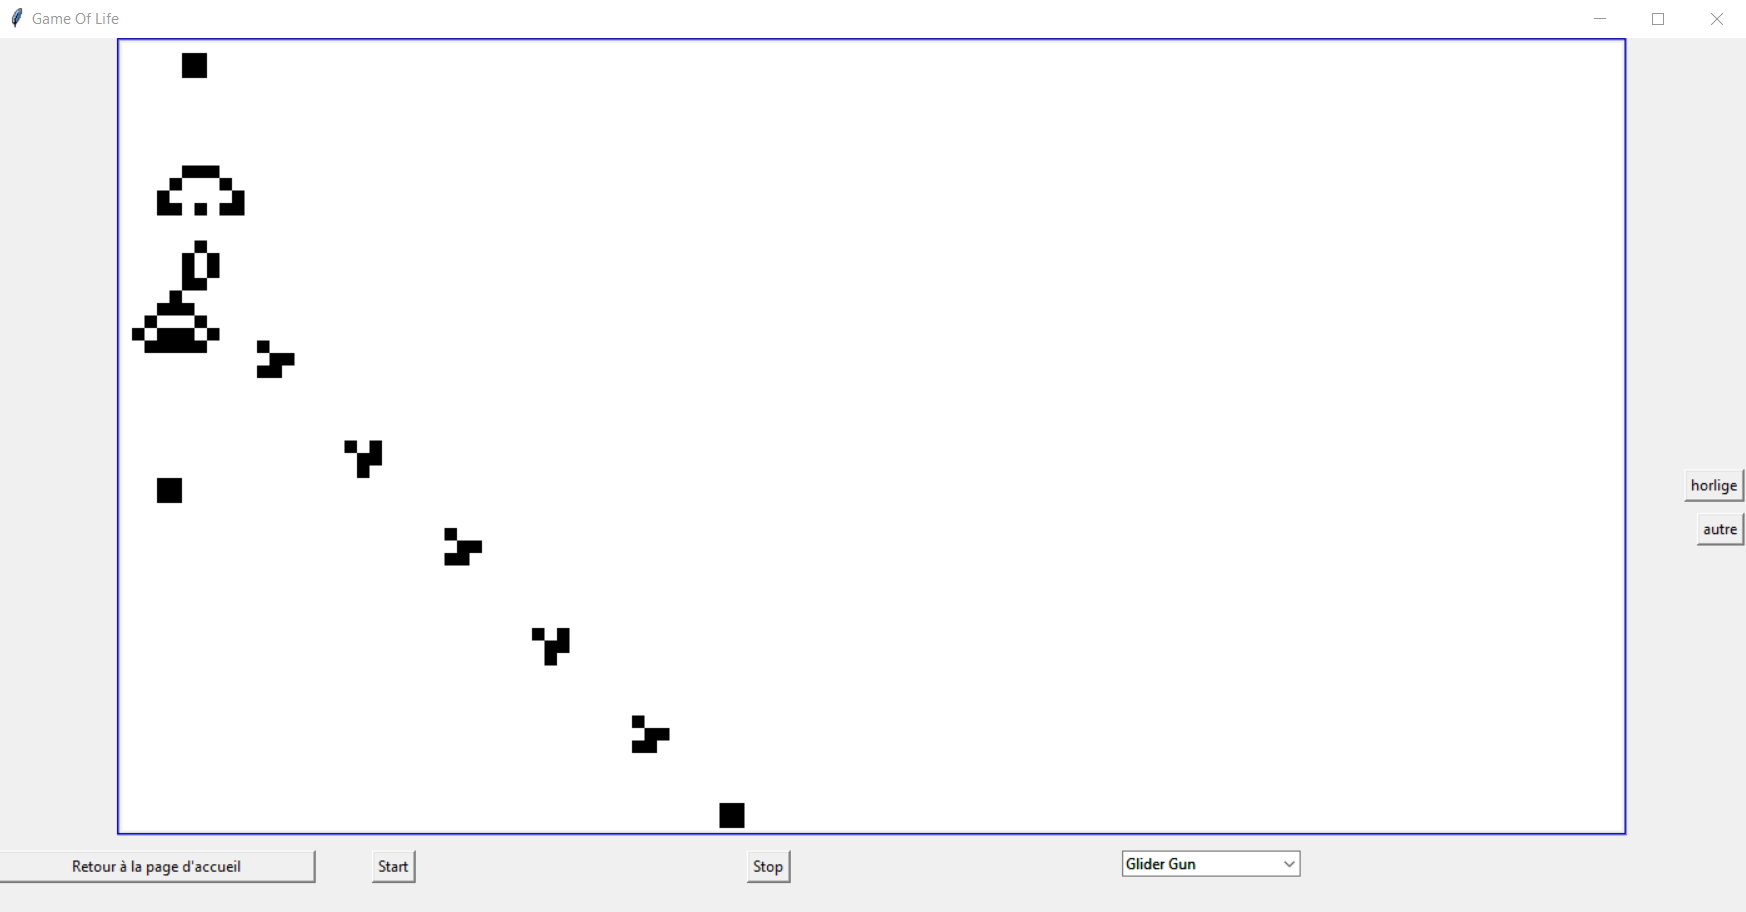 Game Of Life
horlige
autre
Retour à la page d'accueil
Start
Stop
Glider Gun